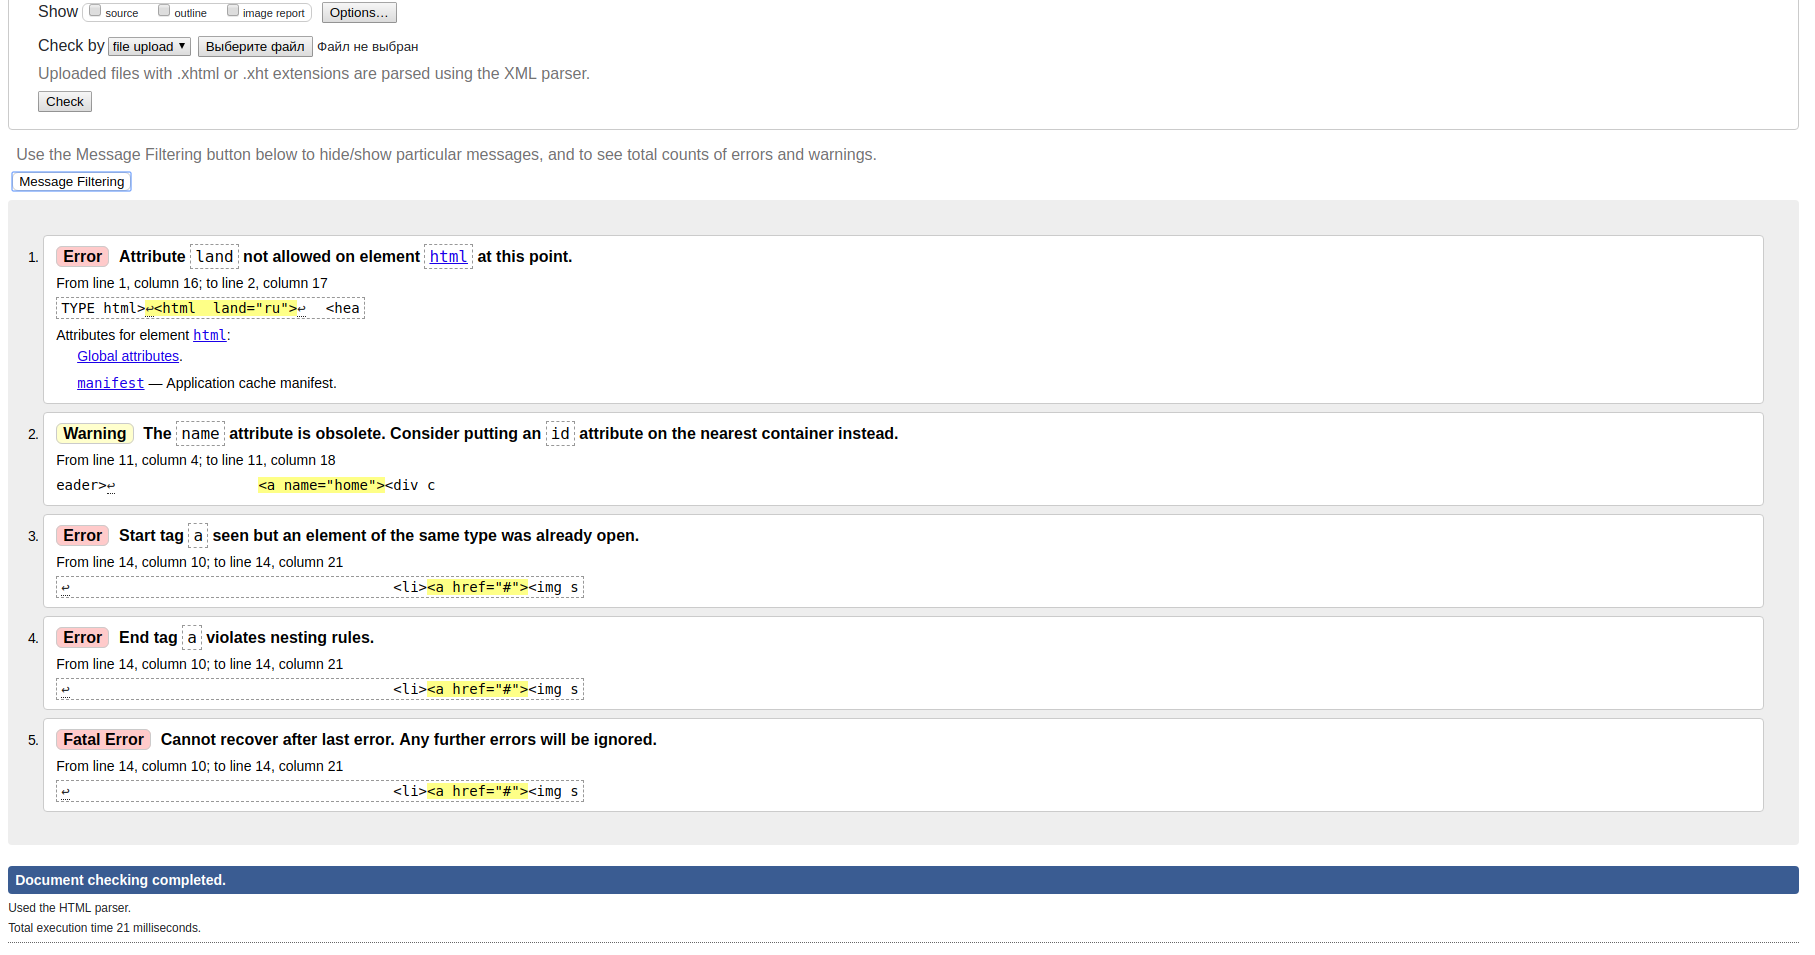 Show source outline image report Options…
Check by file upload ▼ Выберите файл Файл не выбран
Uploaded files with .xhtml or .xht extensions are parsed using the XML parser.
Check
Use the Message Filtering button below to hide/show particular messages, and to see total counts of errors and warnings.
Message Filtering
1. Error Attribute land not allowed on element html at this point.
From line 1, column 16; to line 2, column 17
TYPE html>↩<html  land="ru">↩  <hea
Attributes for element html:
Global attributes.
manifest — Application cache manifest.
2. Warning The name attribute is obsolete. Consider putting an id attribute on the nearest container instead.
From line 11, column 4; to line 11, column 18
eader>↩ <a name="home"><div c
3. Error Start tag a seen but an element of the same type was already open.
From line 14, column 10; to line 14, column 21
↩ <li><a href="#"><img s
4. Error End tag a violates nesting rules.
From line 14, column 10; to line 14, column 21
↩ <li><a href="#"><img s
5. Fatal Error Cannot recover after last error. Any further errors will be ignored.
From line 14, column 10; to line 14, column 21
↩ <li><a href="#"><img s
Document checking completed.
Used the HTML parser.
Total execution time 21 milliseconds.